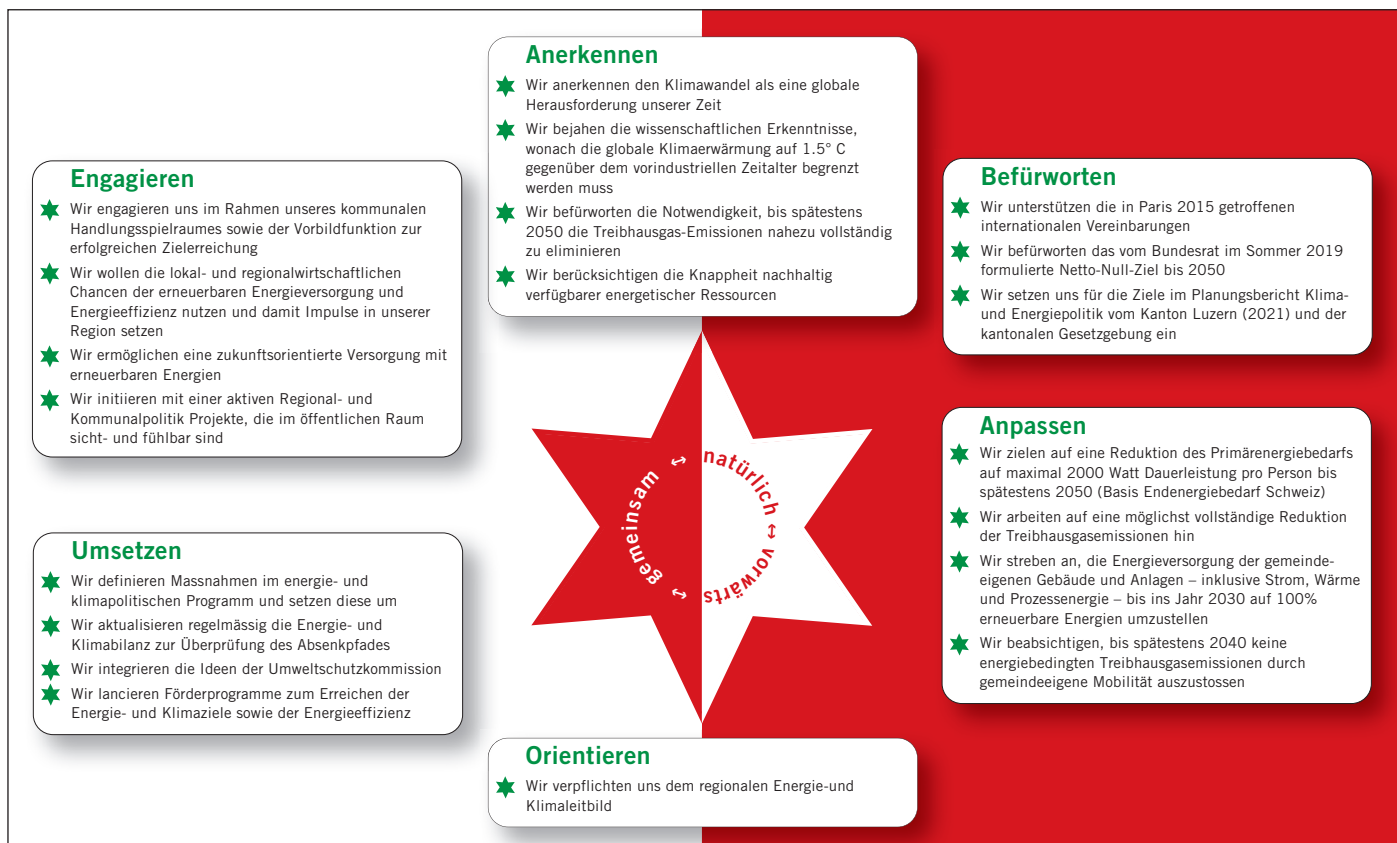 Anerkennen
Wir anerkennen den Klimawandel als eine globale
Herausforderung unserer Zeit
Wir bejahen die wissenschaftlichen Erkenntnisse,
wonach die globale Klimaerwärmung auf 1.5° C
gegenüber dem vorindustriellen Zeitalter begrenzt
werden muss
Wir befürworten die Notwendigkeit, bis spätestens
2050 die Treibhausgas-Emissionen nahezu vollständig
zu eliminieren
Wir berücksichtigen die Knappheit nachhaltig
verfügbarer energetischer Ressourcen
Engagieren
Wir engagieren uns im Rahmen unseres kommunalen
Handlungsspielraumes sowie der Vorbildfunktion zur
erfolgreichen Zielerreichung
Wir wollen die lokal- und regionalwirtschaftlichen
Chancen der erneuerbaren Energieversorgung und
Energieeffizienz nutzen und damit Impulse in unserer
Region setzen
Wir ermöglichen eine zukunftsorientierte Versorgung mit
erneuerbaren Energien
Wir initiieren mit einer aktiven Regional- und
Kommunalpolitik Projekte, die im öffentlichen Raum
sicht- und fühlbar sind
Befürworten
Wir unterstützen die in Paris 2015 getroffenen
internationalen Vereinbarungen
Wir befürworten das vom Bundesrat im Sommer 2019
formulierte Netto-Null-Ziel bis 2050
Wir setzen uns für die Ziele im Planungsbericht Klima-
und Energiepolitik vom Kanton Luzern (2021) und der
kantonalen Gesetzgebung ein
Anpassen
Wir zielen auf eine Reduktion des Primärenergiebedarfs
auf maximal 2000 Watt Dauerleistung pro Person bis
spätestens 2050 (Basis Endenergiebedarf Schweiz)
Wir arbeiten auf eine möglichst vollständige Reduktion
der Treibhausgasemissionen hin
Wir streben an, die Energieversorgung der gemeinde-
eigenen Gebäude und Anlagen – inklusive Strom, Wärme
und Prozessenergie – bis ins Jahr 2030 auf 100%
erneuerbare Energien umzustellen
Wir beabsichtigen, bis spätestens 2040 keine
energiebedingten Treibhausgasemissionen durch
gemeindeeigene Mobilität auszustossen
gemeinsam ↔ natürlich ↔ vorwärts ↔
Umsetzen
Wir definieren Massnahmen im energie- und
klimapolitischen Programm und setzen diese um
Wir aktualisieren regelmässig die Energie- und
Klimabilanz zur Überprüfung des Absenkpfades
Wir integrieren die Ideen der Umweltschutzkommission
Wir lancieren Förderprogramme zum Erreichen der
Energie- und Klimaziele sowie der Energieeffizienz
Orientieren
Wir verpflichten uns dem regionalen Energie-und
Klimaleitbild